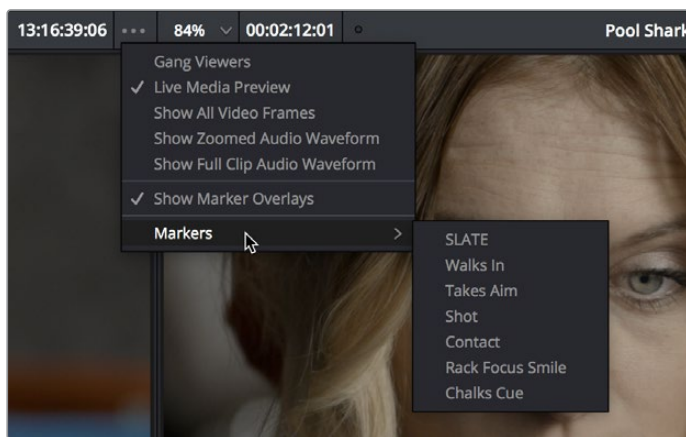 13:16:39:06 ••• 84% 00:02:12:01 Pool Shark
Gang Viewers
✓ Live Media Preview
Show All Video Frames
Show Zoomed Audio Waveform
Show Full Clip Audio Waveform
✓ Show Marker Overlays
Markers >
SLATE
Walks In
Takes Aim
Shot
Contact
Rack Focus Smile
Chalks Cue